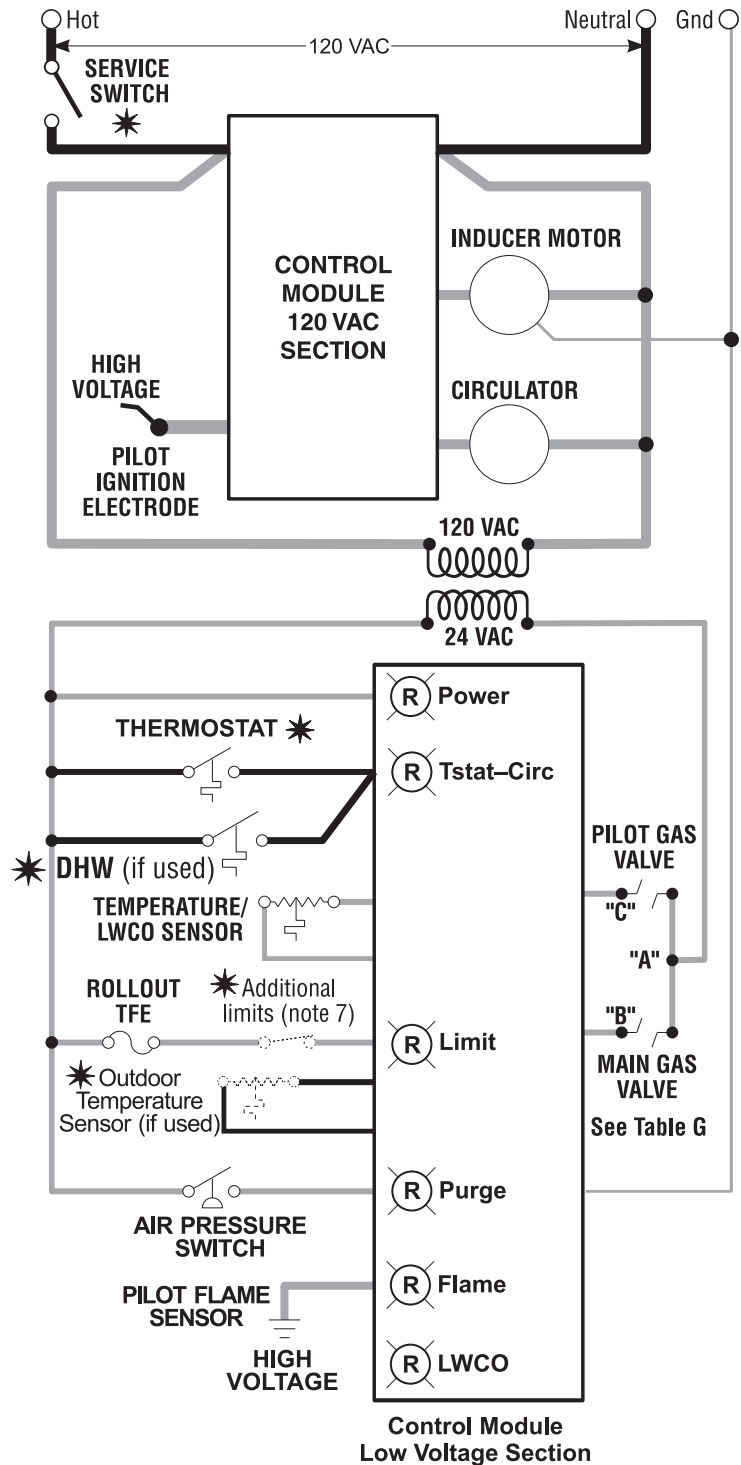 Hot
Neutral
Gnd
120 VAC
SERVICE
SWITCH
INDUCER MOTOR
CONTROL
MODULE
120 VAC
SECTION
HIGH
VOLTAGE
CIRCULATOR
PILOT
IGNITION
ELECTRODE
120 VAC
24 VAC
R Power
THERMOSTAT
R Tstat–Circ
PILOT GAS
VALVE
DHW (if used)
"C"
TEMPERATURE/
LWCO SENSOR
"A"
ROLLOUT
TFE
Additional
limits (note 7)
"B"
R Limit
MAIN GAS
VALVE
Outdoor
Temperature
Sensor (if used)
See Table G
R Purge
AIR PRESSURE
SWITCH
R Flame
PILOT FLAME
SENSOR
HIGH
VOLTAGE
R LWCO
Control Module
Low Voltage Section